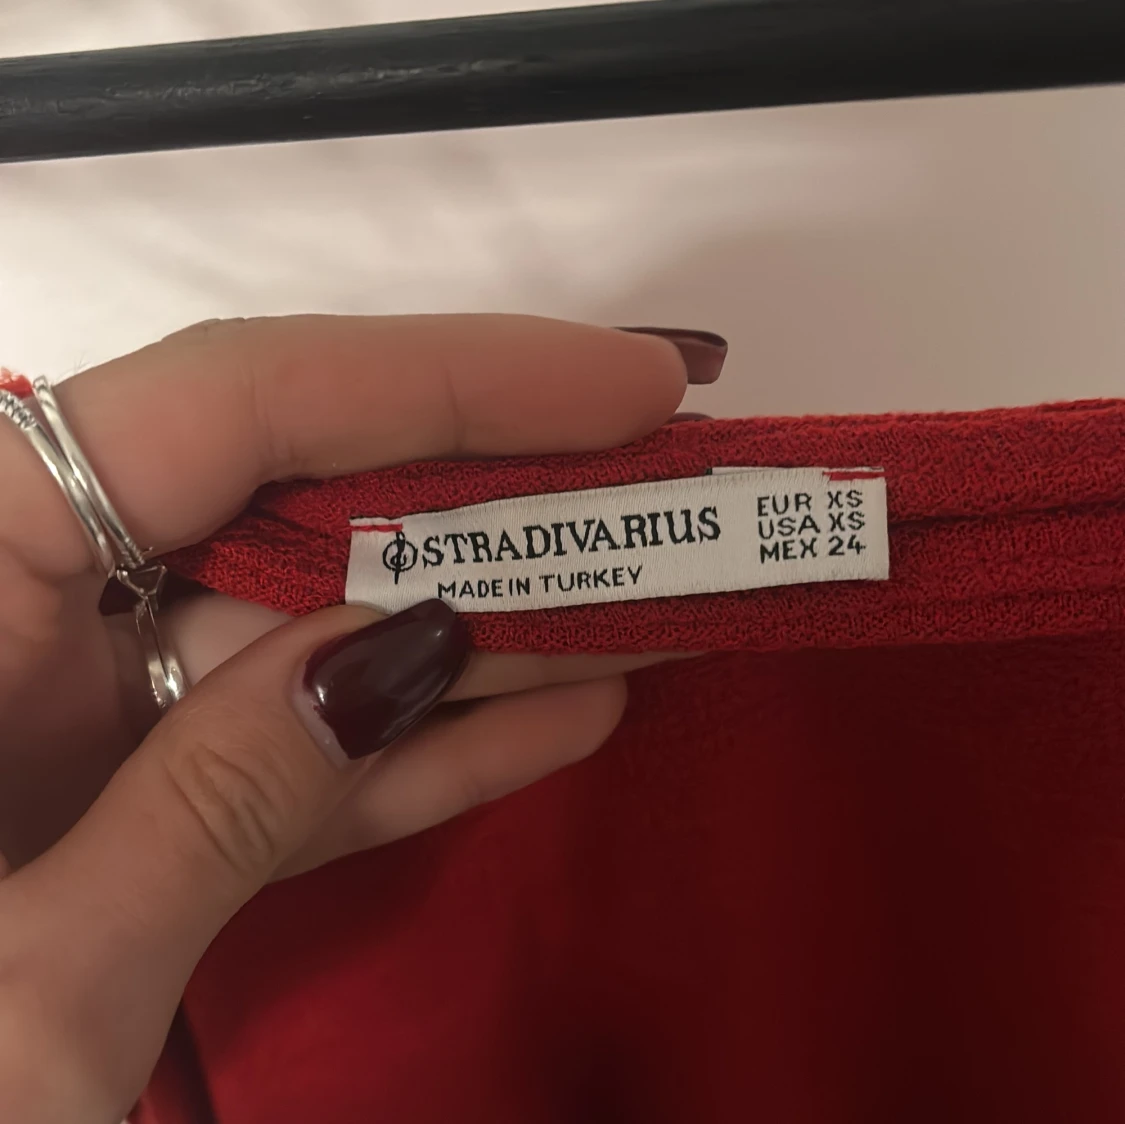 STRADIVARIUS
MADE IN TURKEY
EUR XS
USA XS
MEX 24